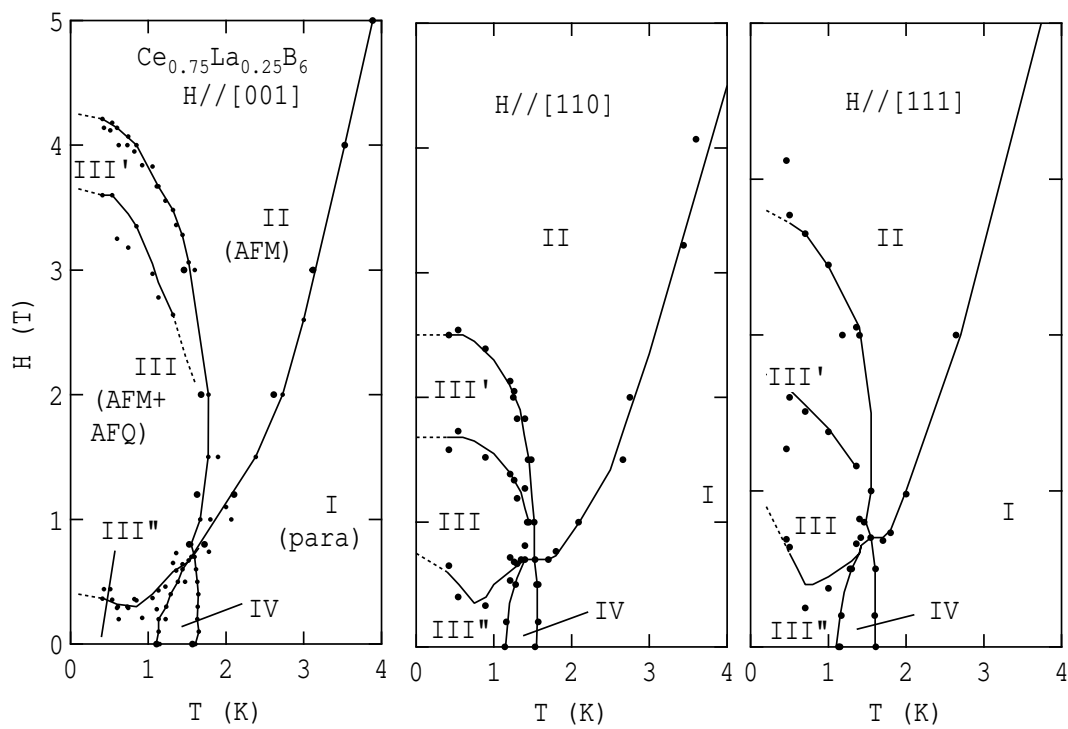 Ce0.75La0.25B6
H//[001]
III'
II
(AFM)
III
(AFM+
AFQ)
I
(para)
III"
IV
H (T)
5
4
3
2
1
0
0 1 2 3 4
T (K)
H//[110]
II
III'
III
I
III"
IV
0 1 2 3 4
T (K)
H//[111]
II
III'
III
I
III"
IV
0 1 2 3 4
T (K)